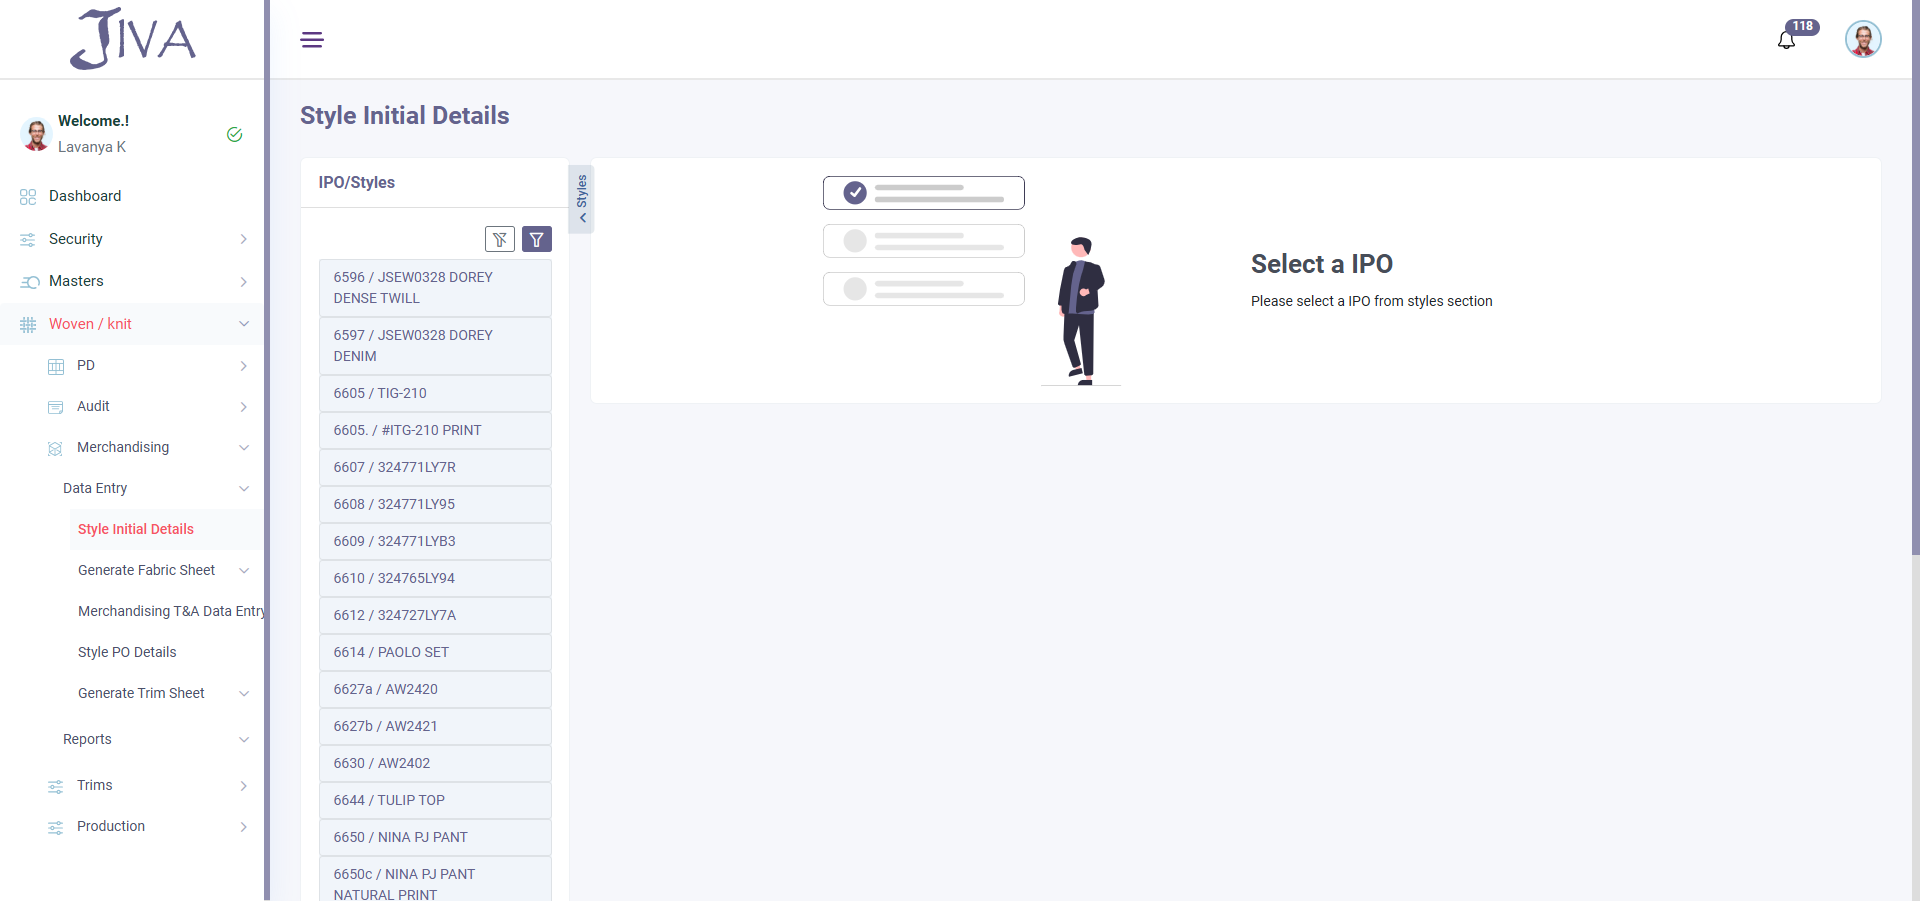 JIVA
118
Welcome.!
Lavanya K
Dashboard
Security
Masters
Woven / knit
PD
Audit
Merchandising
Data Entry
Style Initial Details
Generate Fabric Sheet
Merchandising T&A Data Entry
Style PO Details
Generate Trim Sheet
Reports
Trims
Production
Style Initial Details
IPO/Styles
Styles
6596 / JSEW0328 DOREY
DENSE TWILL
6597 / JSEW0328 DOREY
DENIM
6605 / TIG-210
6605. / #ITG-210 PRINT
6607 / 324771LY7R
6608 / 324771LY95
6609 / 324771LYB3
6610 / 324765LY94
6612 / 324727LY7A
6614 / PAOLO SET
6627a / AW2420
6627b / AW2421
6630 / AW2402
6644 / TULIP TOP
6650 / NINA PJ PANT
6650c / NINA PJ PANT
NATURAL PRINT
Select a IPO
Please select a IPO from styles section